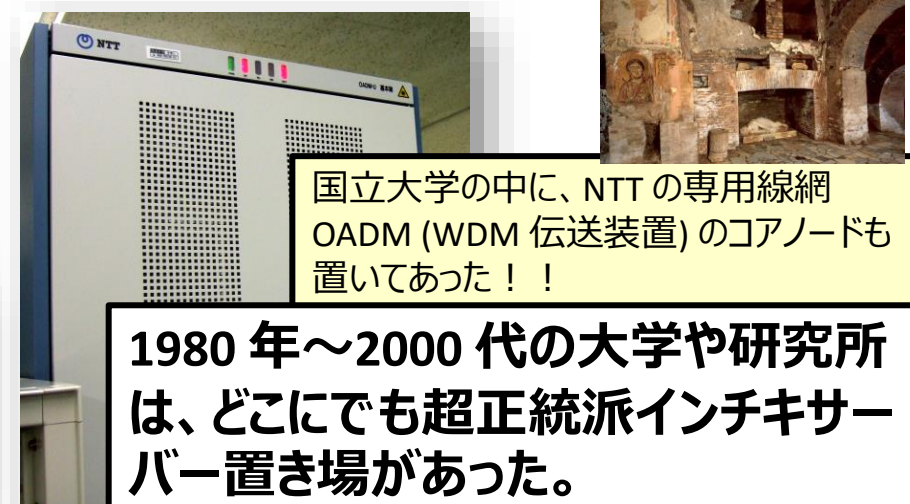 NTT
OADM-U 基本架
国立大学の中に、NTT の専用線網
OADM (WDM 伝送装置) のコアノードも
置いてあった！！
1980 年～2000 代の大学や研究所
は、どこにでも超正統派インチキサー
バー置き場があった。